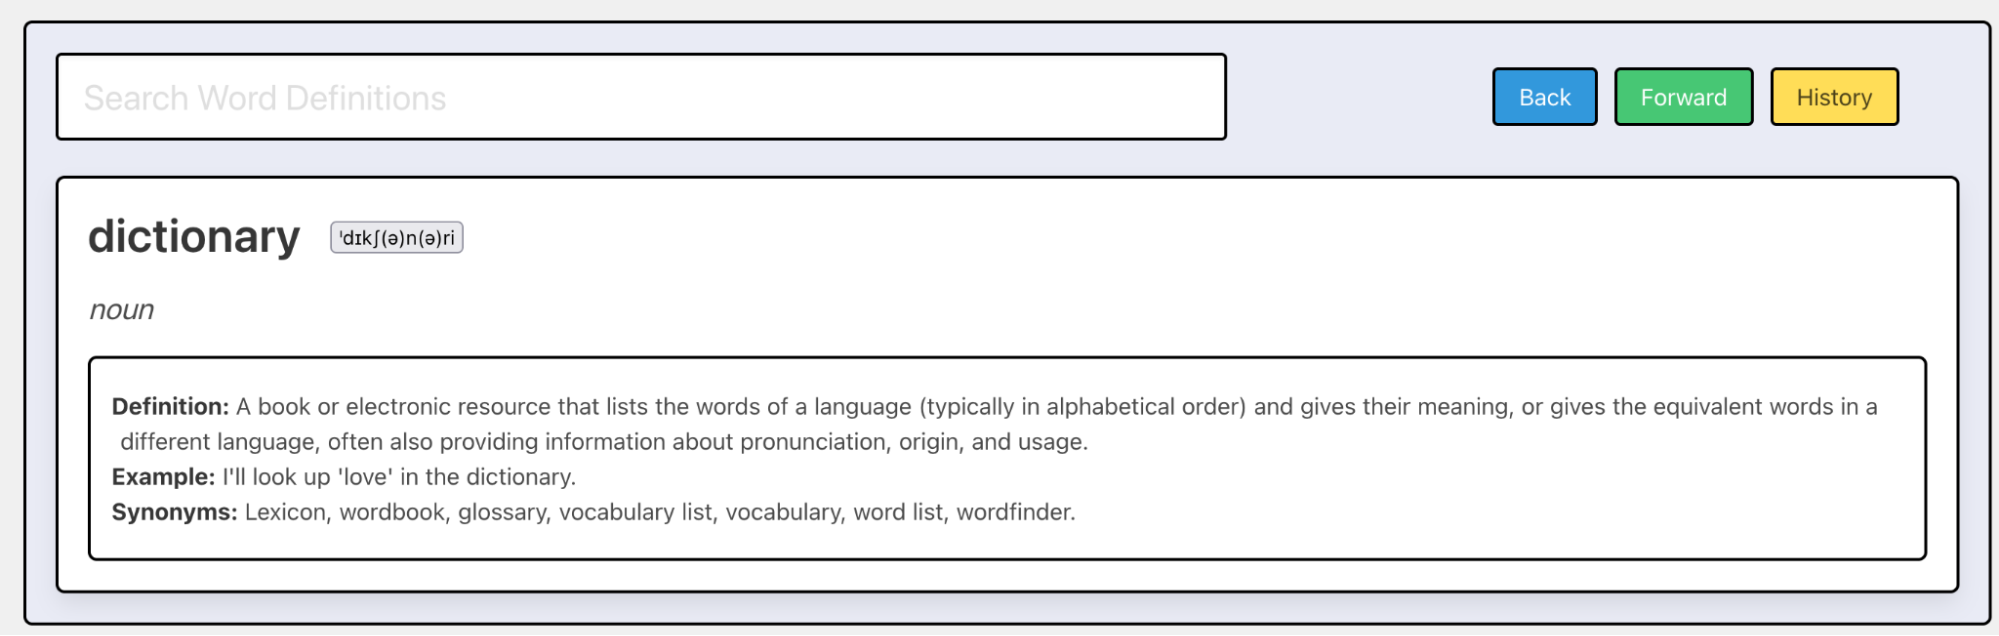 Search Word Definitions
Back Forward History
dictionary ˈdɪkʃ(ə)n(ə)ri
noun
Definition: A book or electronic resource that lists the words of a language (typically in alphabetical order) and gives their meaning, or gives the equivalent words in a
different language, often also providing information about pronunciation, origin, and usage.
Example: I'll look up 'love' in the dictionary.
Synonyms: Lexicon, wordbook, glossary, vocabulary list, vocabulary, word list, wordfinder.